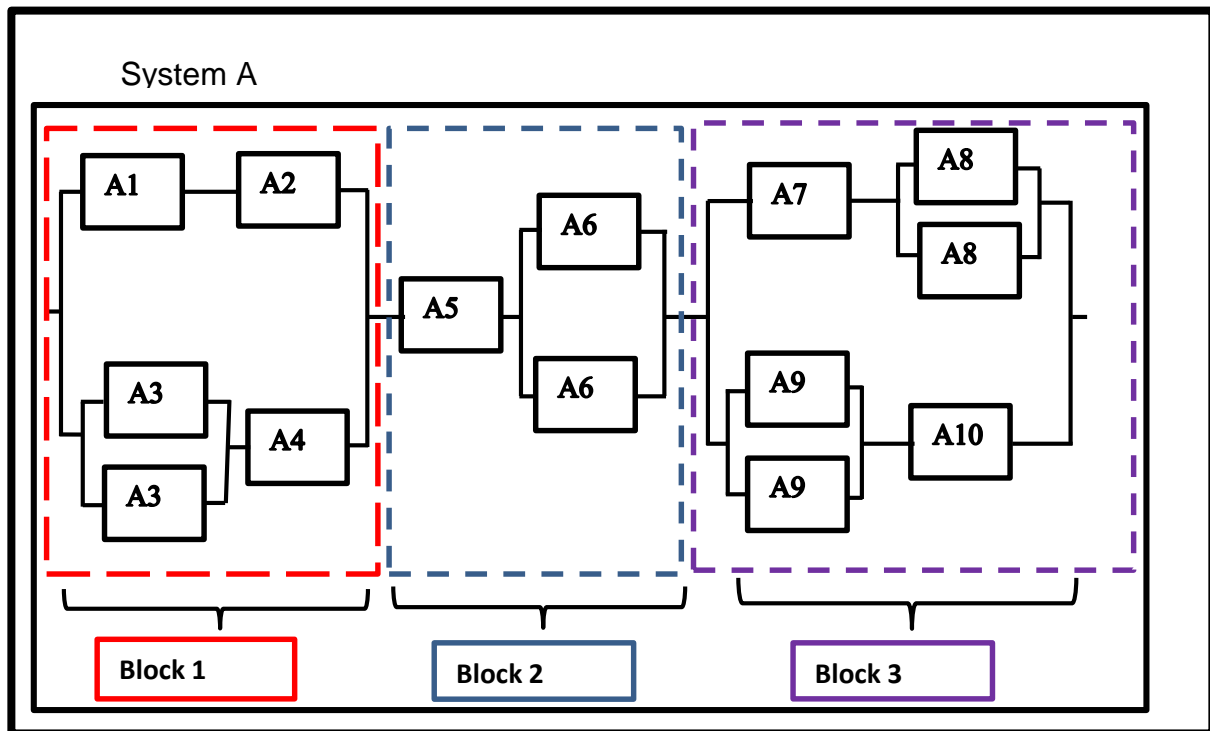 System A
A1
A2
A3
A3
A4
A5
A6
A6
A7
A8
A8
A9
A9
A10
Block 1
Block 2
Block 3